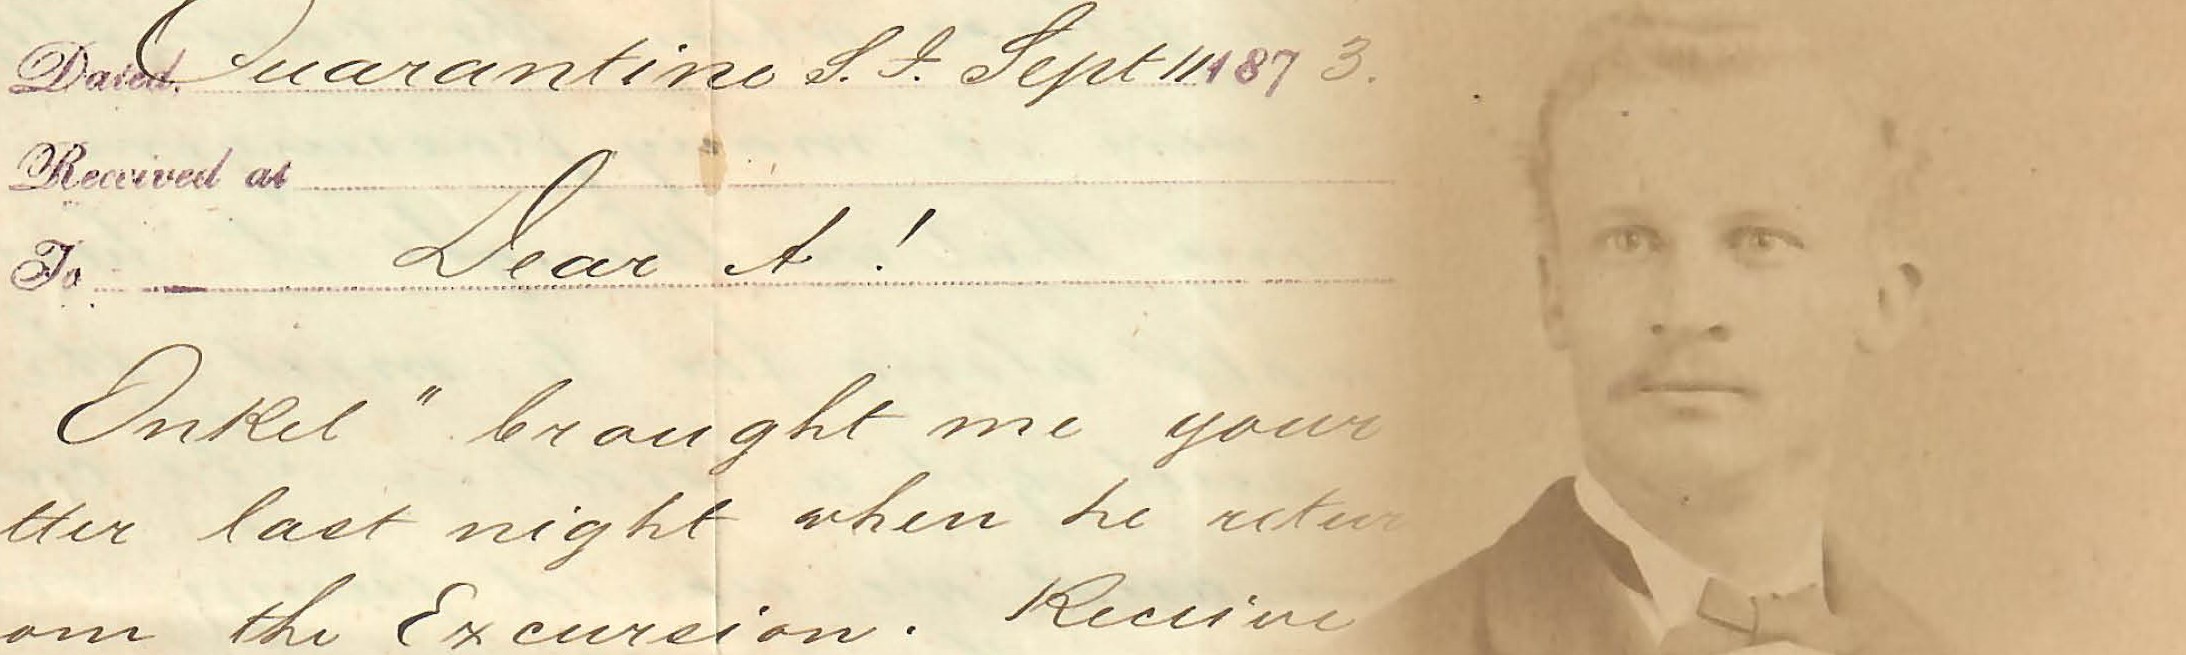 Dated, Quarantine S. I. Sept 11 1873.
Received at
To Dear A!
Onkel" brought me your
tter last night when he retur
om the Excursion. Receive